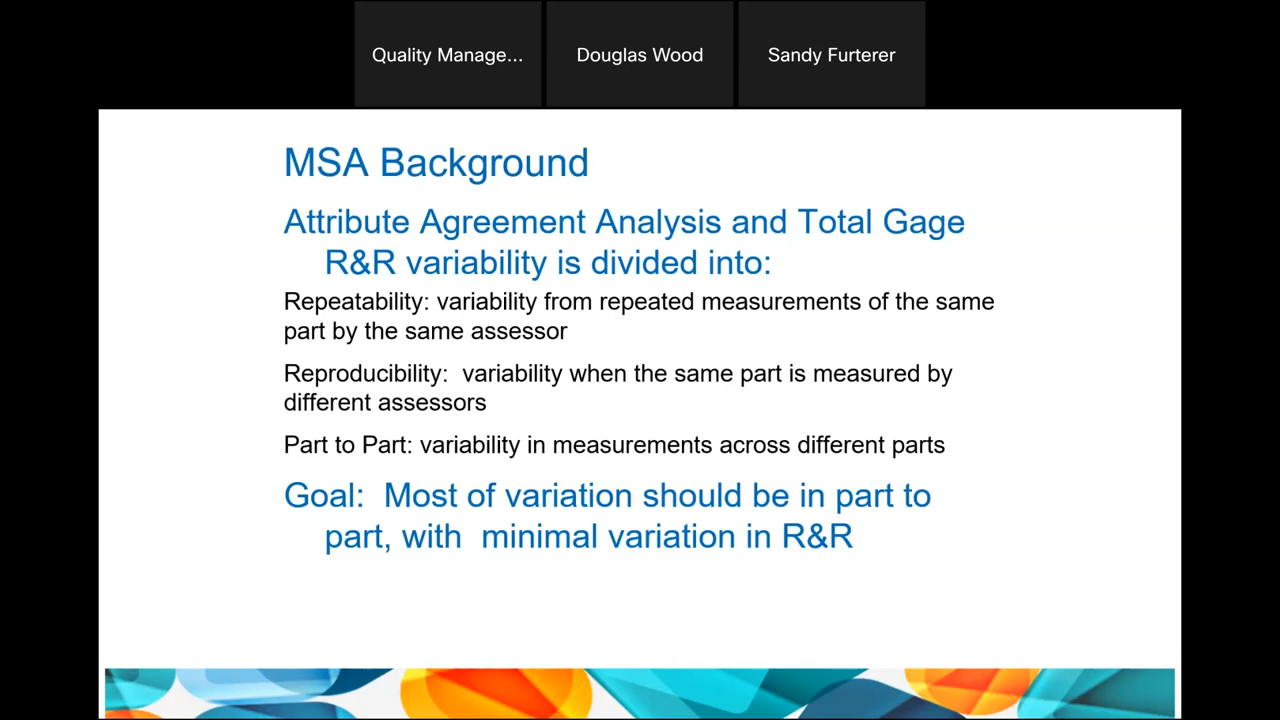 Quality Manage...
Douglas Wood
Sandy Furterer
MSA Background
Attribute Agreement Analysis and Total Gage
R&R variability is divided into:
Repeatability: variability from repeated measurements of the same
part by the same assessor
Reproducibility:  variability when the same part is measured by
different assessors
Part to Part: variability in measurements across different parts
Goal:  Most of variation should be in part to
part, with  minimal variation in R&R